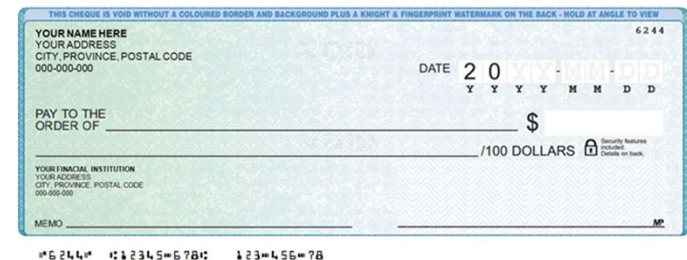 THIS CHEQUE IS VOID WITHOUT A COLOURED BORDER AND BACKGROUND PLUS A KNIGHT & FINGERPRINT WATERMARK ON THE BACK - HOLD AT ANGLE TO VIEW
YOUR NAME HERE
6244
YOUR ADDRESS
CITY, PROVINCE, POSTAL CODE
000-000-000
DATE 20YY-MM-DD
Y Y Y Y M M D D
PAY TO THE
ORDER OF $
/100 DOLLARS
Security features
included.
Details on back.
YOUR FINACIAL INSTITUTION
YOUR ADDRESS
CITY, PROVINCE, POSTAL CODE
000-000-000
MEMO MP
⑈6244⑈ ⑆12345⑉678⑆ 123⑉456⑉78